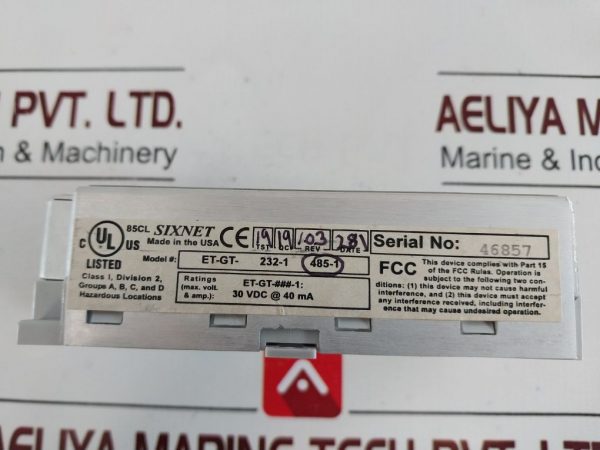 PVT. LTD.
n & Machinery
AELIYA M
Marine & Ind
C UL US
LISTED
85CL
SIXNET
Made in the USA
CE
19 19 03 281
TST QCP REV DATE
Serial No: 46857
Model #:
ET-GT- 232-1 485-1
Class I, Division 2,
Groups A, B, C, and D
Hazardous Locations
Ratings
(max. volt.
& amp.):
ET-GT-###-1:
30 VDC @ 40 mA
FCC
This device complies with Part 15
of the FCC Rules. Operation is
subject to the following two con-
ditions: (1) this device may not cause harmful
interference, and (2) this device must accept
any interference received, including interfer-
ence that may cause undesired operation.
AELIYA MARINE TECH PVT. LT